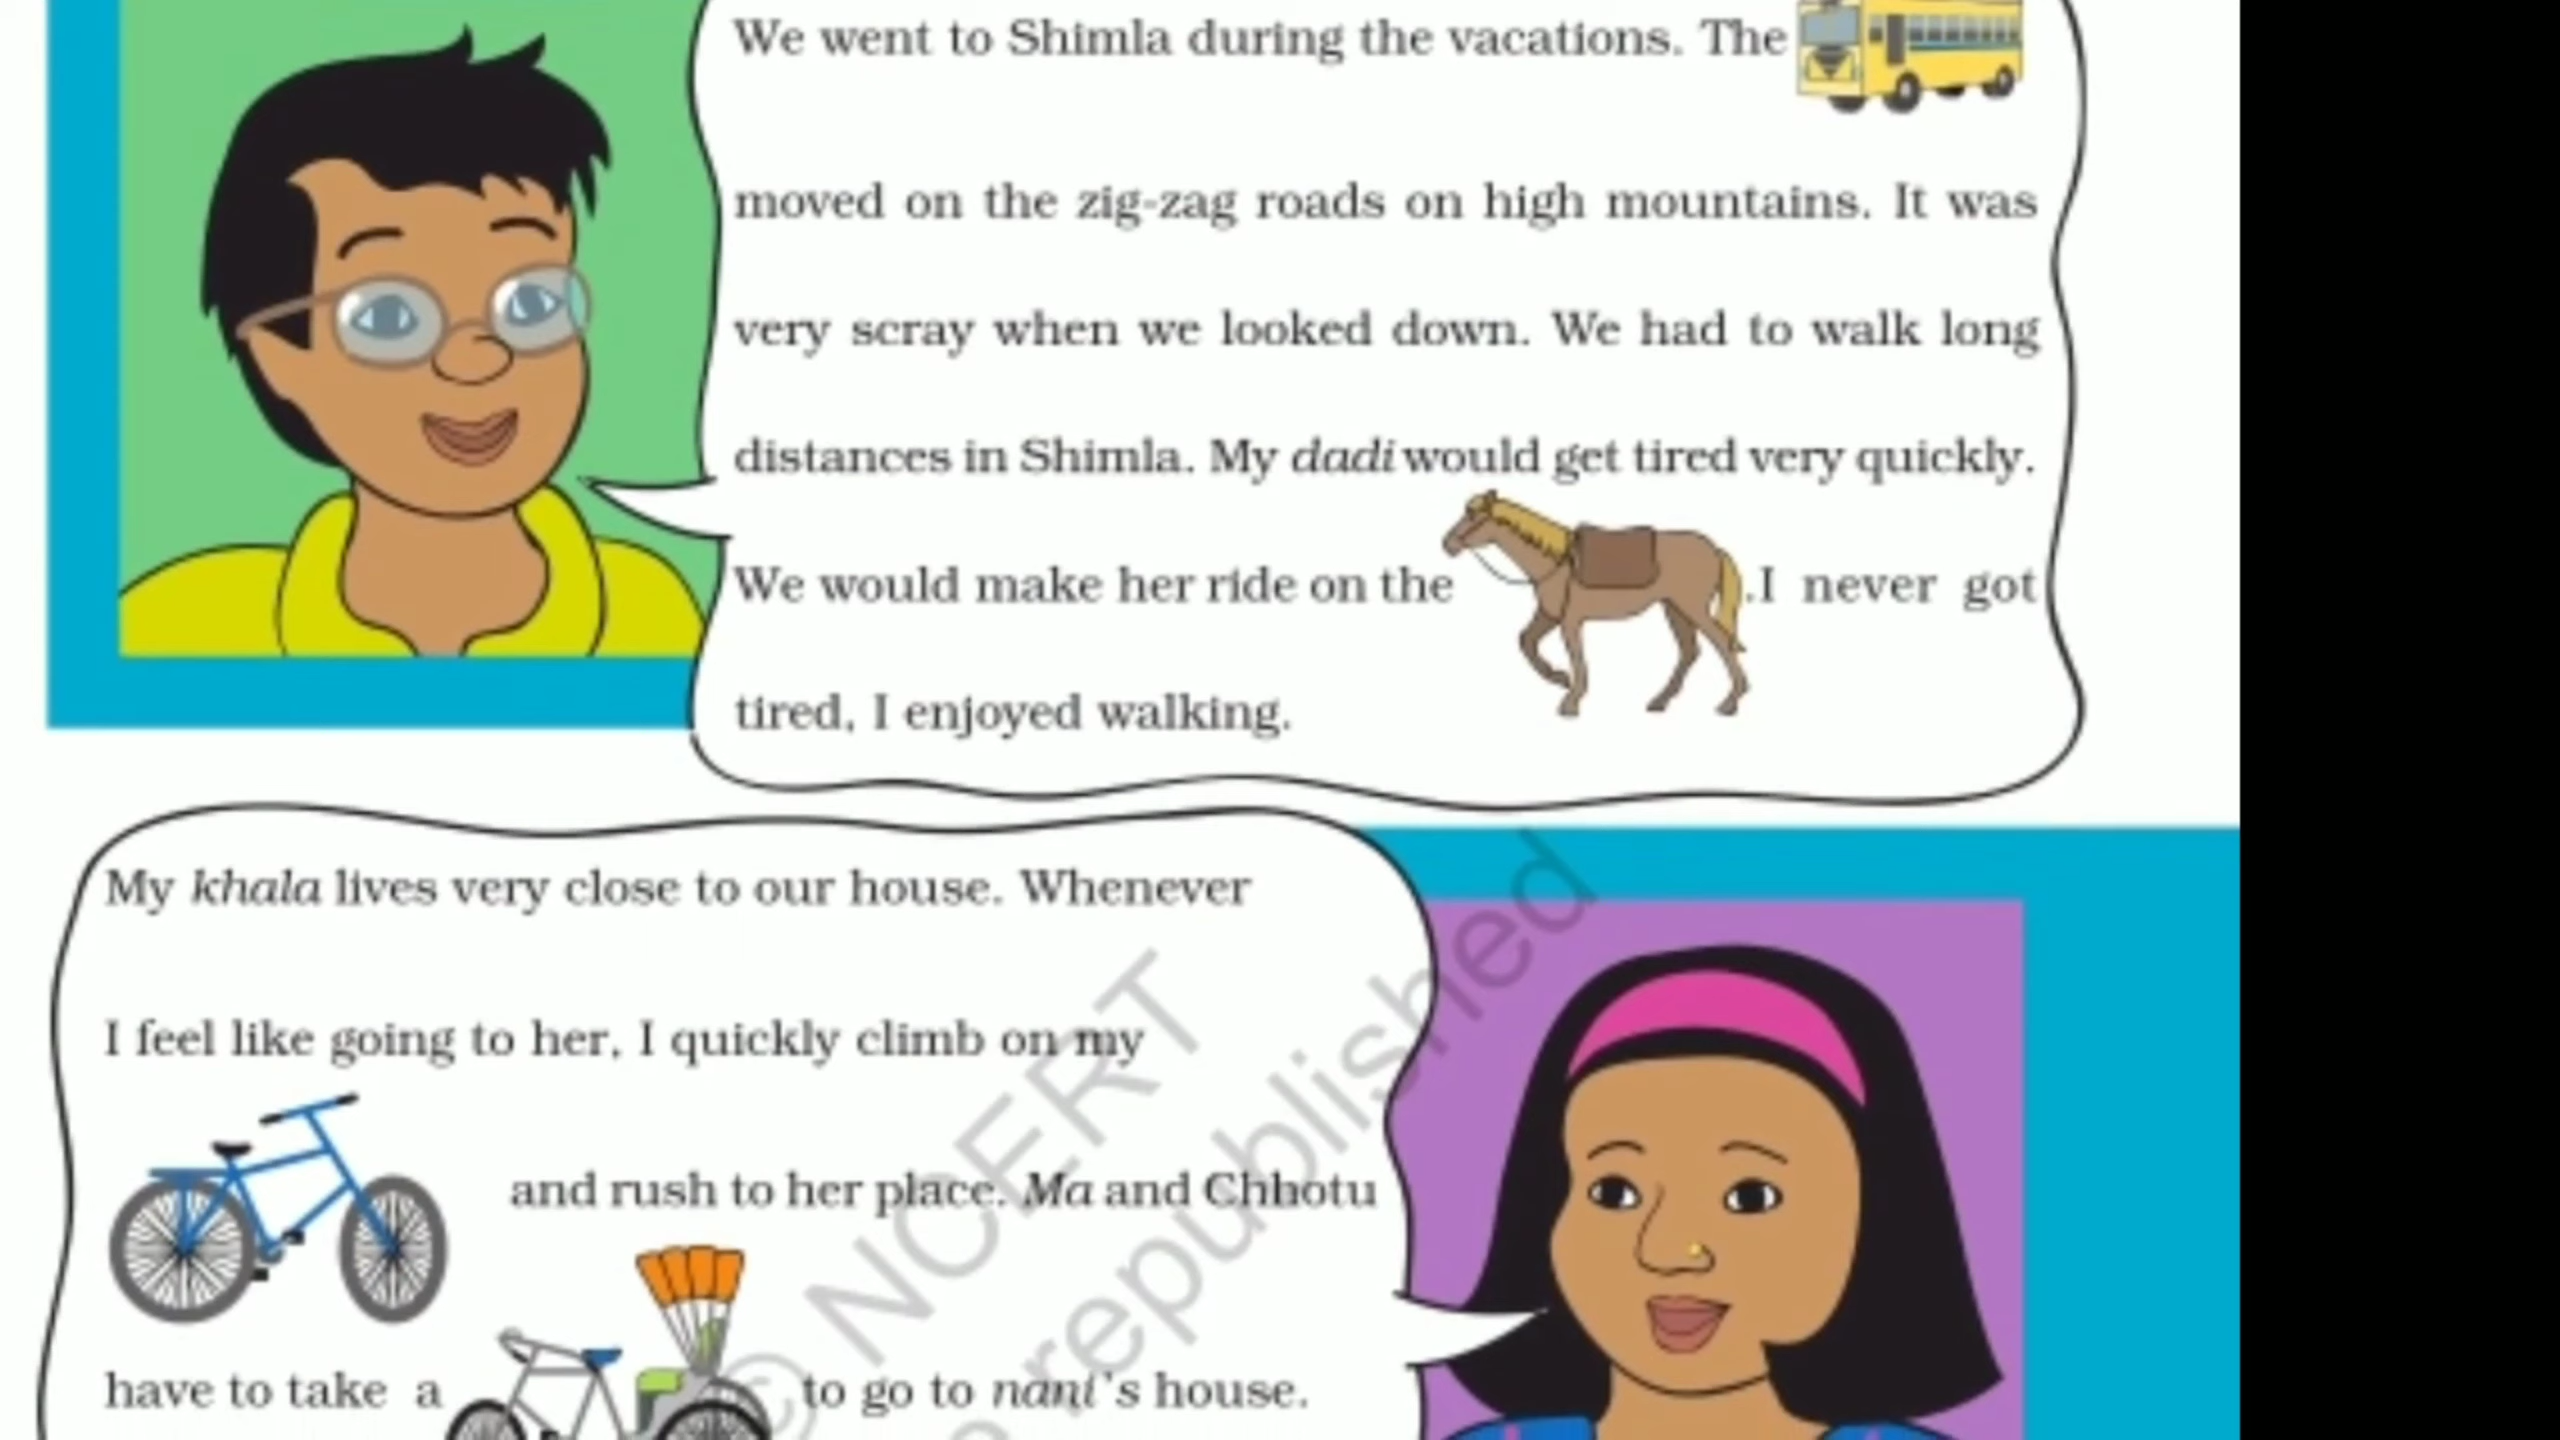 We went to Shimla during the vacations. The
moved on the zig-zag roads on high mountains. It was
very scray when we looked down. We had to walk long
distances in Shimla. My dadi would get tired very quickly.
We would make her ride on the .I never got
tired, I enjoyed walking.
My khala lives very close to our house. Whenever
I feel like going to her, I quickly climb on my
and rush to her place. Ma and Chhotu
have to take a to go to nani's house.
© NCERT
republished